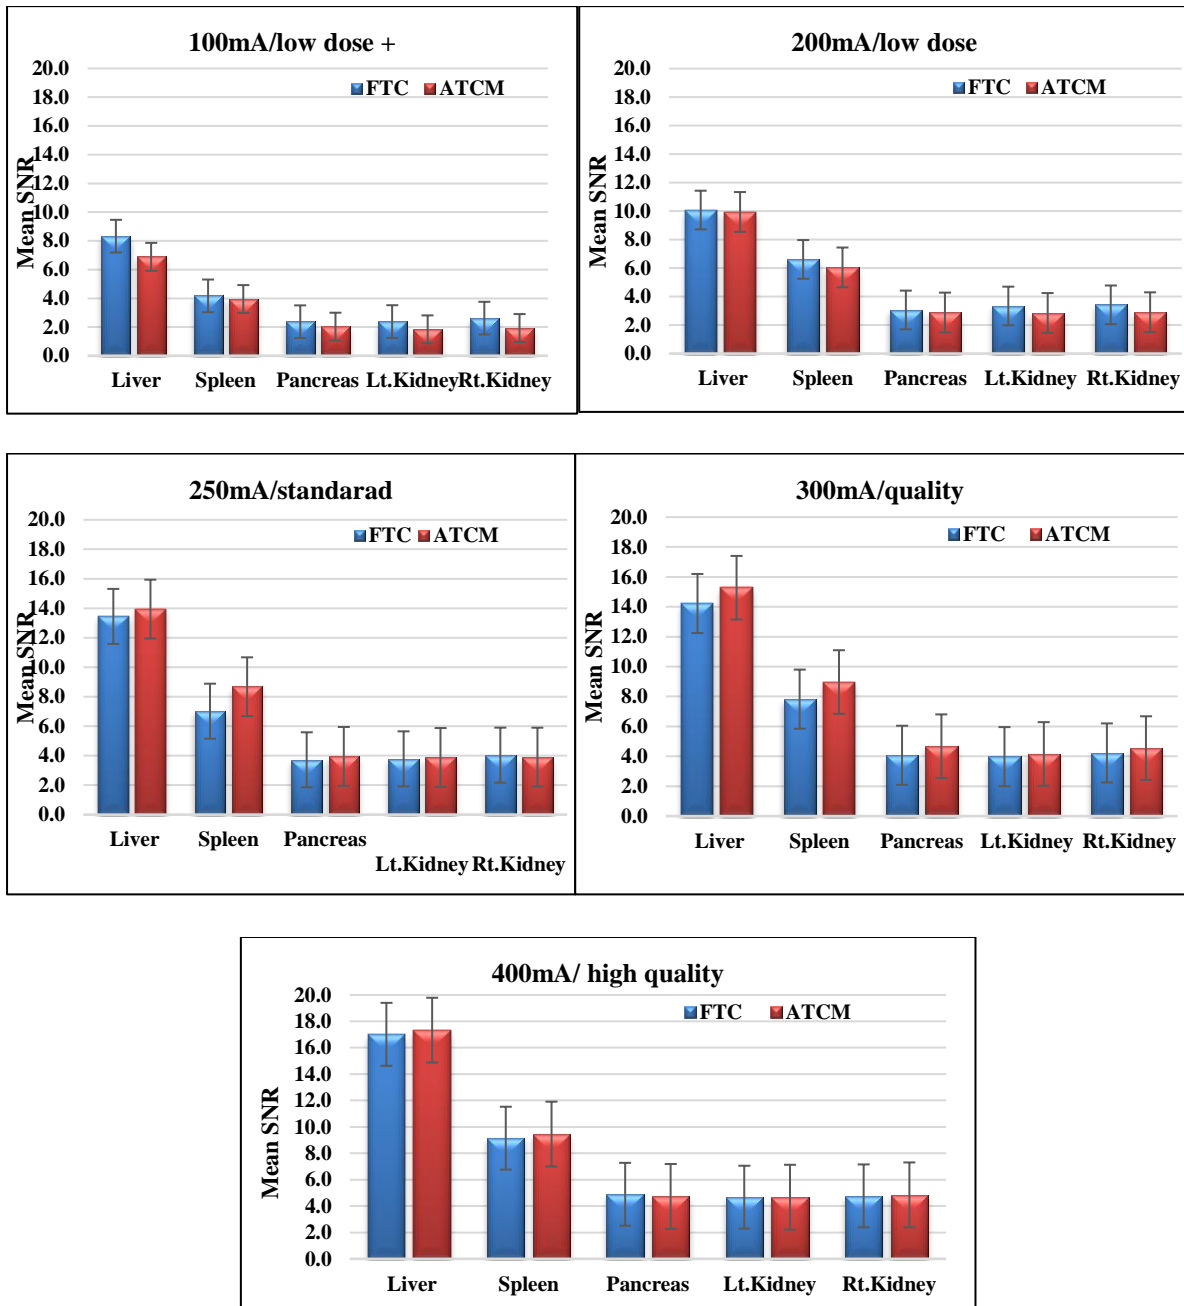 100mA/low dose +
20.0
FTC ATCM
18.0
16.0
14.0
12.0
10.0
8.0
6.0
4.0
2.0
0.0
Mean SNR
Liver Spleen Pancreas Lt.Kidney Rt.Kidney
200mA/low dose
20.0
FTC ATCM
18.0
16.0
14.0
12.0
10.0
8.0
6.0
4.0
2.0
0.0
Mean SNR
Liver Spleen Pancreas Lt.Kidney Rt.Kidney
250mA/standarad
20.0
FTC ATCM
18.0
16.0
14.0
12.0
10.0
8.0
6.0
4.0
2.0
0.0
Mean SNR
Liver Spleen Pancreas
Lt.Kidney Rt.Kidney
300mA/quality
20.0
FTC ATCM
18.0
16.0
14.0
12.0
10.0
8.0
6.0
4.0
2.0
0.0
Mean SNR
Liver Spleen Pancreas Lt.Kidney Rt.Kidney
400mA/ high quality
20.0
FTC ATCM
18.0
16.0
14.0
12.0
10.0
8.0
6.0
4.0
2.0
0.0
Mean SNR
Liver Spleen Pancreas Lt.Kidney Rt.Kidney